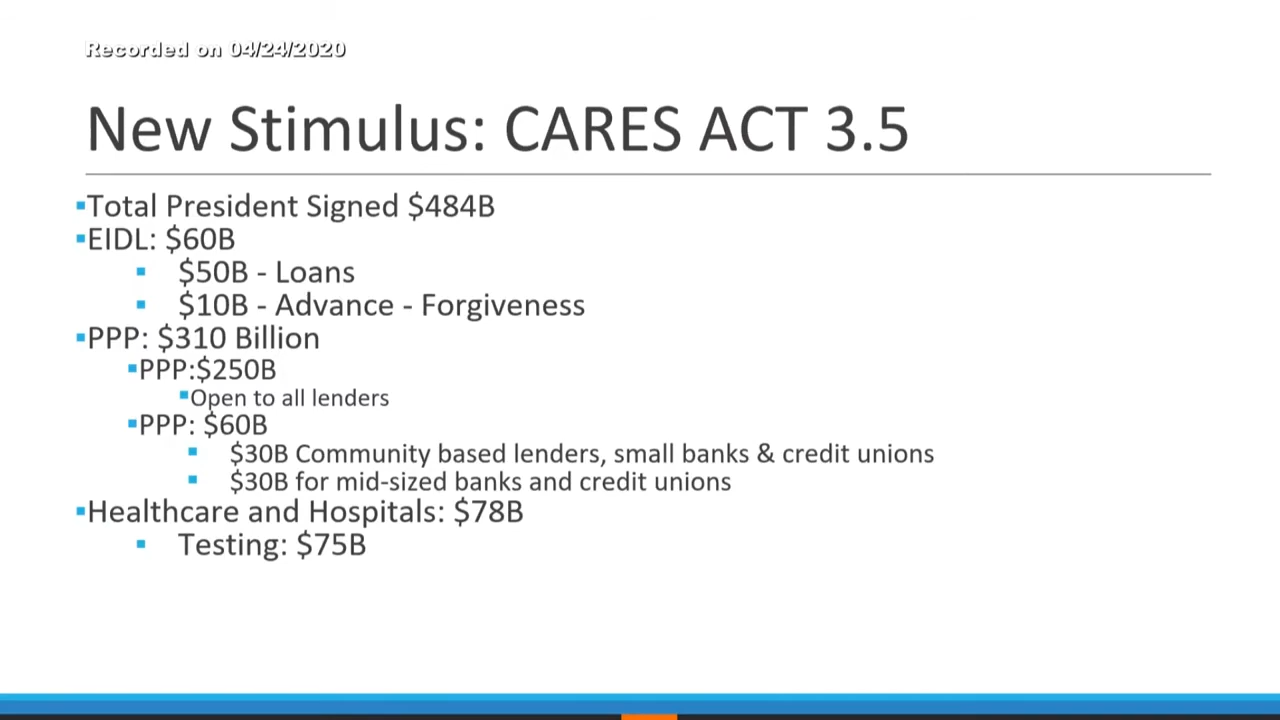 Recorded on 04/24/2020
New Stimulus: CARES ACT 3.5
▪Total President Signed $484B
▪EIDL: $60B
▪ $50B - Loans
▪ $10B - Advance - Forgiveness
▪PPP: $310 Billion
▪PPP:$250B
▪Open to all lenders
▪PPP: $60B
▪ $30B Community based lenders, small banks & credit unions
▪ $30B for mid-sized banks and credit unions
▪Healthcare and Hospitals: $78B
▪ Testing: $75B